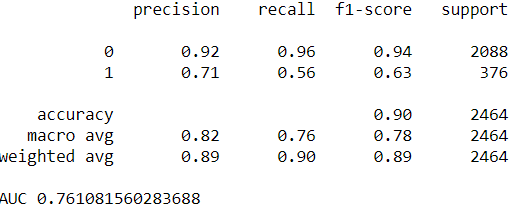 precision recall f1-score support
0 0.92 0.96 0.94 2088
1 0.71 0.56 0.63 376
accuracy 0.90 2464
macro avg 0.82 0.76 0.78 2464
weighted avg 0.89 0.90 0.89 2464
AUC 0.761081560283688